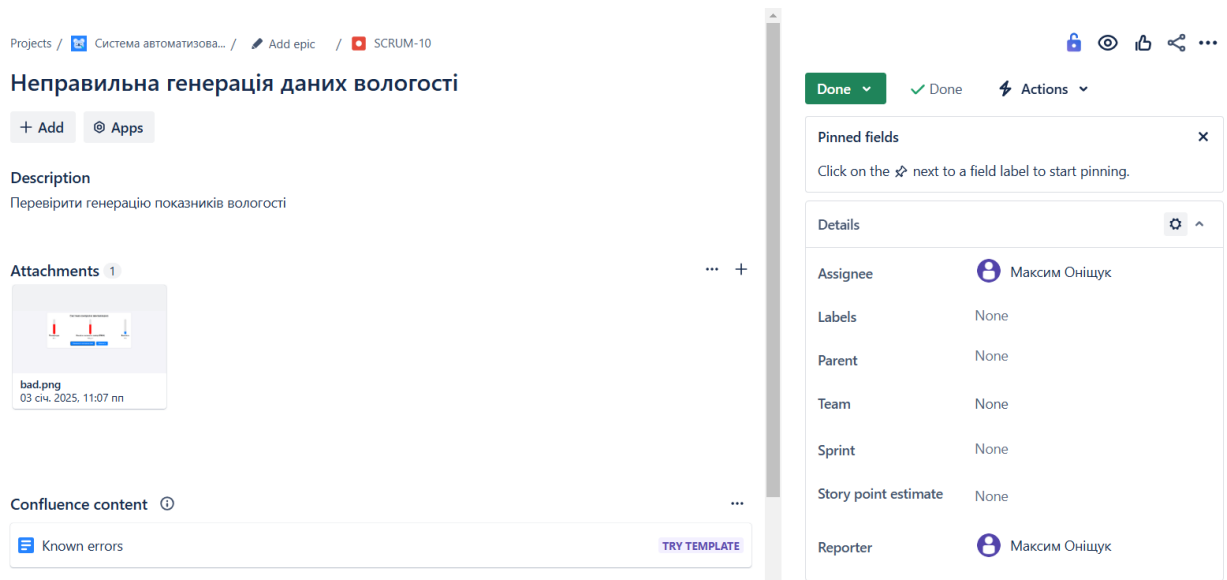 Projects / Система автоматизова... / Add epic / SCRUM-10
Неправильна генерація даних вологості
+ Add Apps
Description
Перевірити генерацію показників вологості
Attachments 1
bad.png
03 січ. 2025, 11:07 пп
Confluence content
Known errors TRY TEMPLATE
Done Done Actions
Pinned fields
Click on the next to a field label to start pinning.
Details
Assignee Максим Оніщук
Labels None
Parent None
Team None
Sprint None
Story point estimate None
Reporter Максим Оніщук